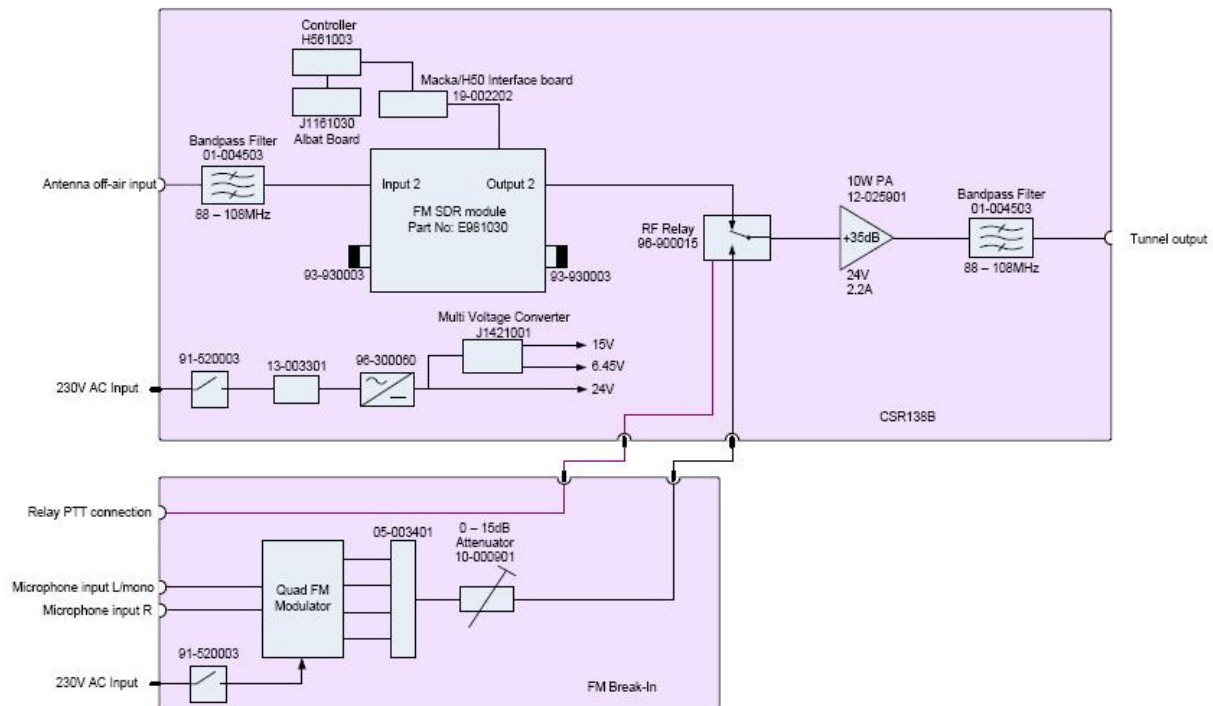 Controller
H561003
Macka/H50 Interface board
19-002202
J1161030
Albat Board
Bandpass Filter
01-004503
88 – 108MHz
Antenna off-air input
Input 2
Output 2
FM SDR module
Part No: E981030
93-930003
93-930003
RF Relay
96-900015
10W PA
12-025901
+35dB
24V
2.2A
Bandpass Filter
01-004503
88 – 108MHz
Tunnel output
Multi Voltage Converter
J1421001
15V
6.45V
24V
91-520003
13-003301
96-300060
230V AC Input
CSR138B
Relay PTT connection
05-003401
0 – 15dB
Attenuator
10-000901
Microphone input L/mono
Microphone input R
Quad FM
Modulator
91-520003
230V AC Input
FM Break-In